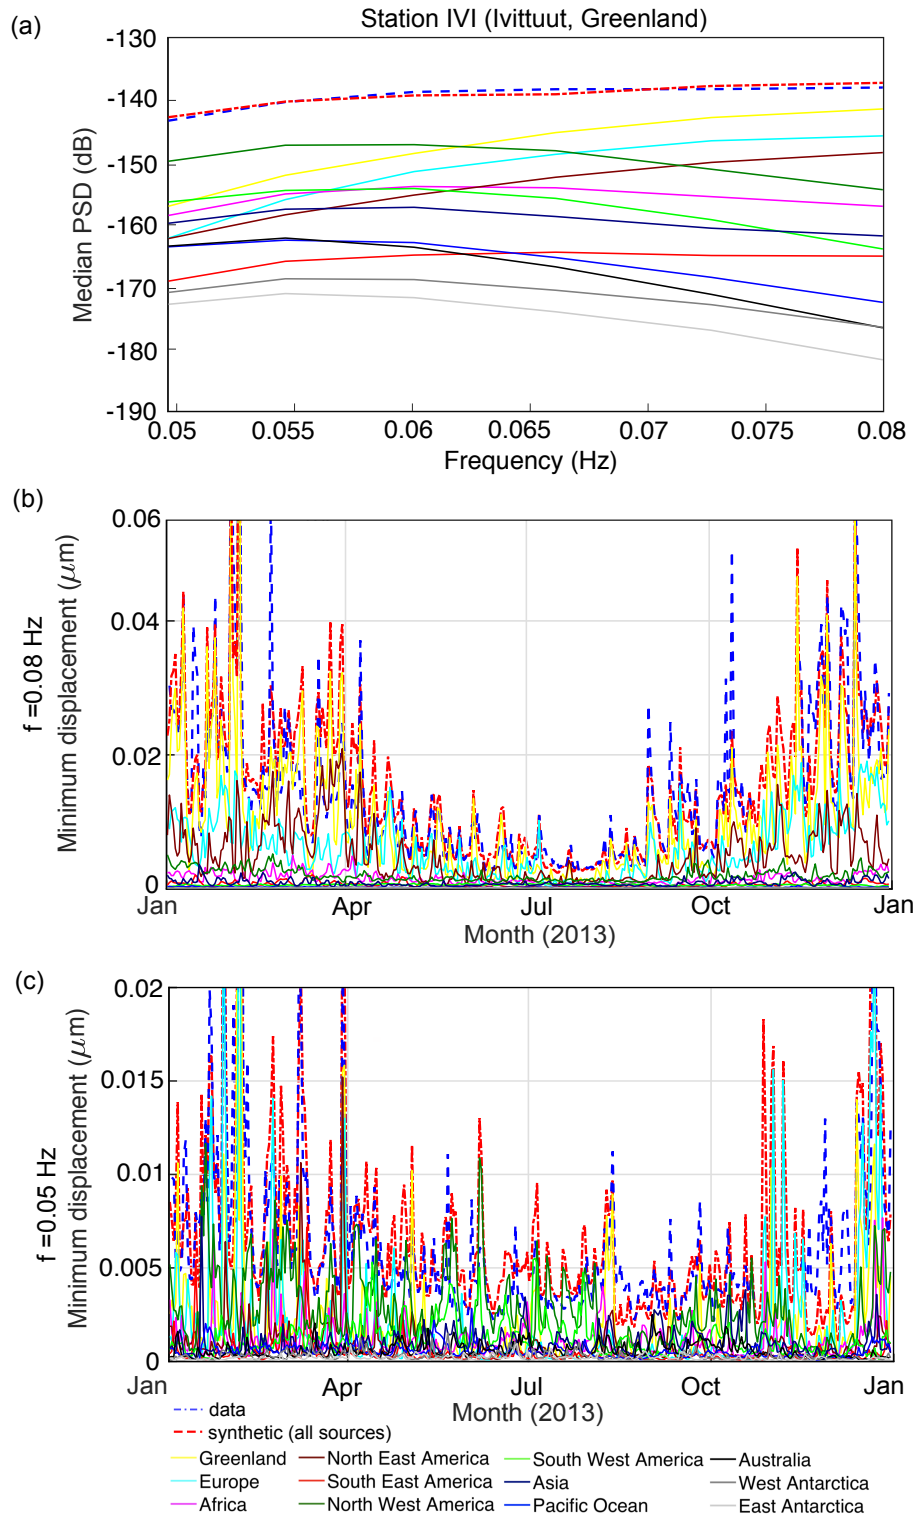 (a)
Station IVI (Ivittuut, Greenland)
-130
-140
-150
-160
-170
-180
-190
Median PSD (dB)
0.05 0.055 0.06 0.065 0.07 0.075 0.08
Frequency (Hz)
(b)
0.06
0.04
0.02
0
f =0.08 Hz
Minimum displacement (μm)
Jan Apr Jul Oct Jan
Month (2013)
(c)
0.02
0.015
0.01
0.005
0
f =0.05 Hz
Minimum displacement (μm)
Jan Apr Jul Oct Jan
Month (2013)
data
synthetic (all sources)
Greenland North East America South West America Australia
Europe South East America Asia West Antarctica
Africa North West America Pacific Ocean East Antarctica